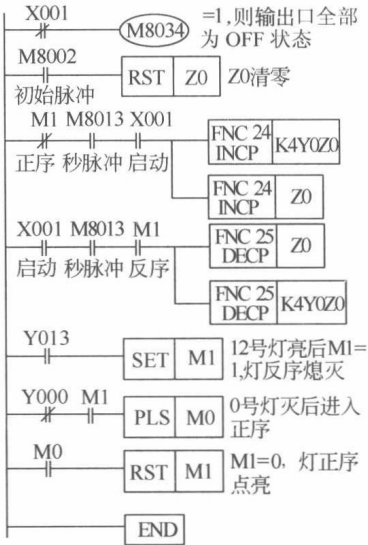 X001
M8034
=1,则输出口全部
为 OFF 状态
M8002
RST Z0 Z0清零
初始脉冲
M1 M8013 X001
FNC 24
INCP K4Y0Z0
正序 秒脉冲 启动
FNC 24
INCP Z0
X001 M8013 M1
FNC 25
DECP Z0
启动 秒脉冲 反序
FNC 25
DECP K4Y0Z0
Y013
SET M1 12号灯亮后M1=
1,灯反序熄灭
Y000 M1
PLS M0 0号灯灭后进入
正序
M0
RST M1 M1=0, 灯正序
点亮
END